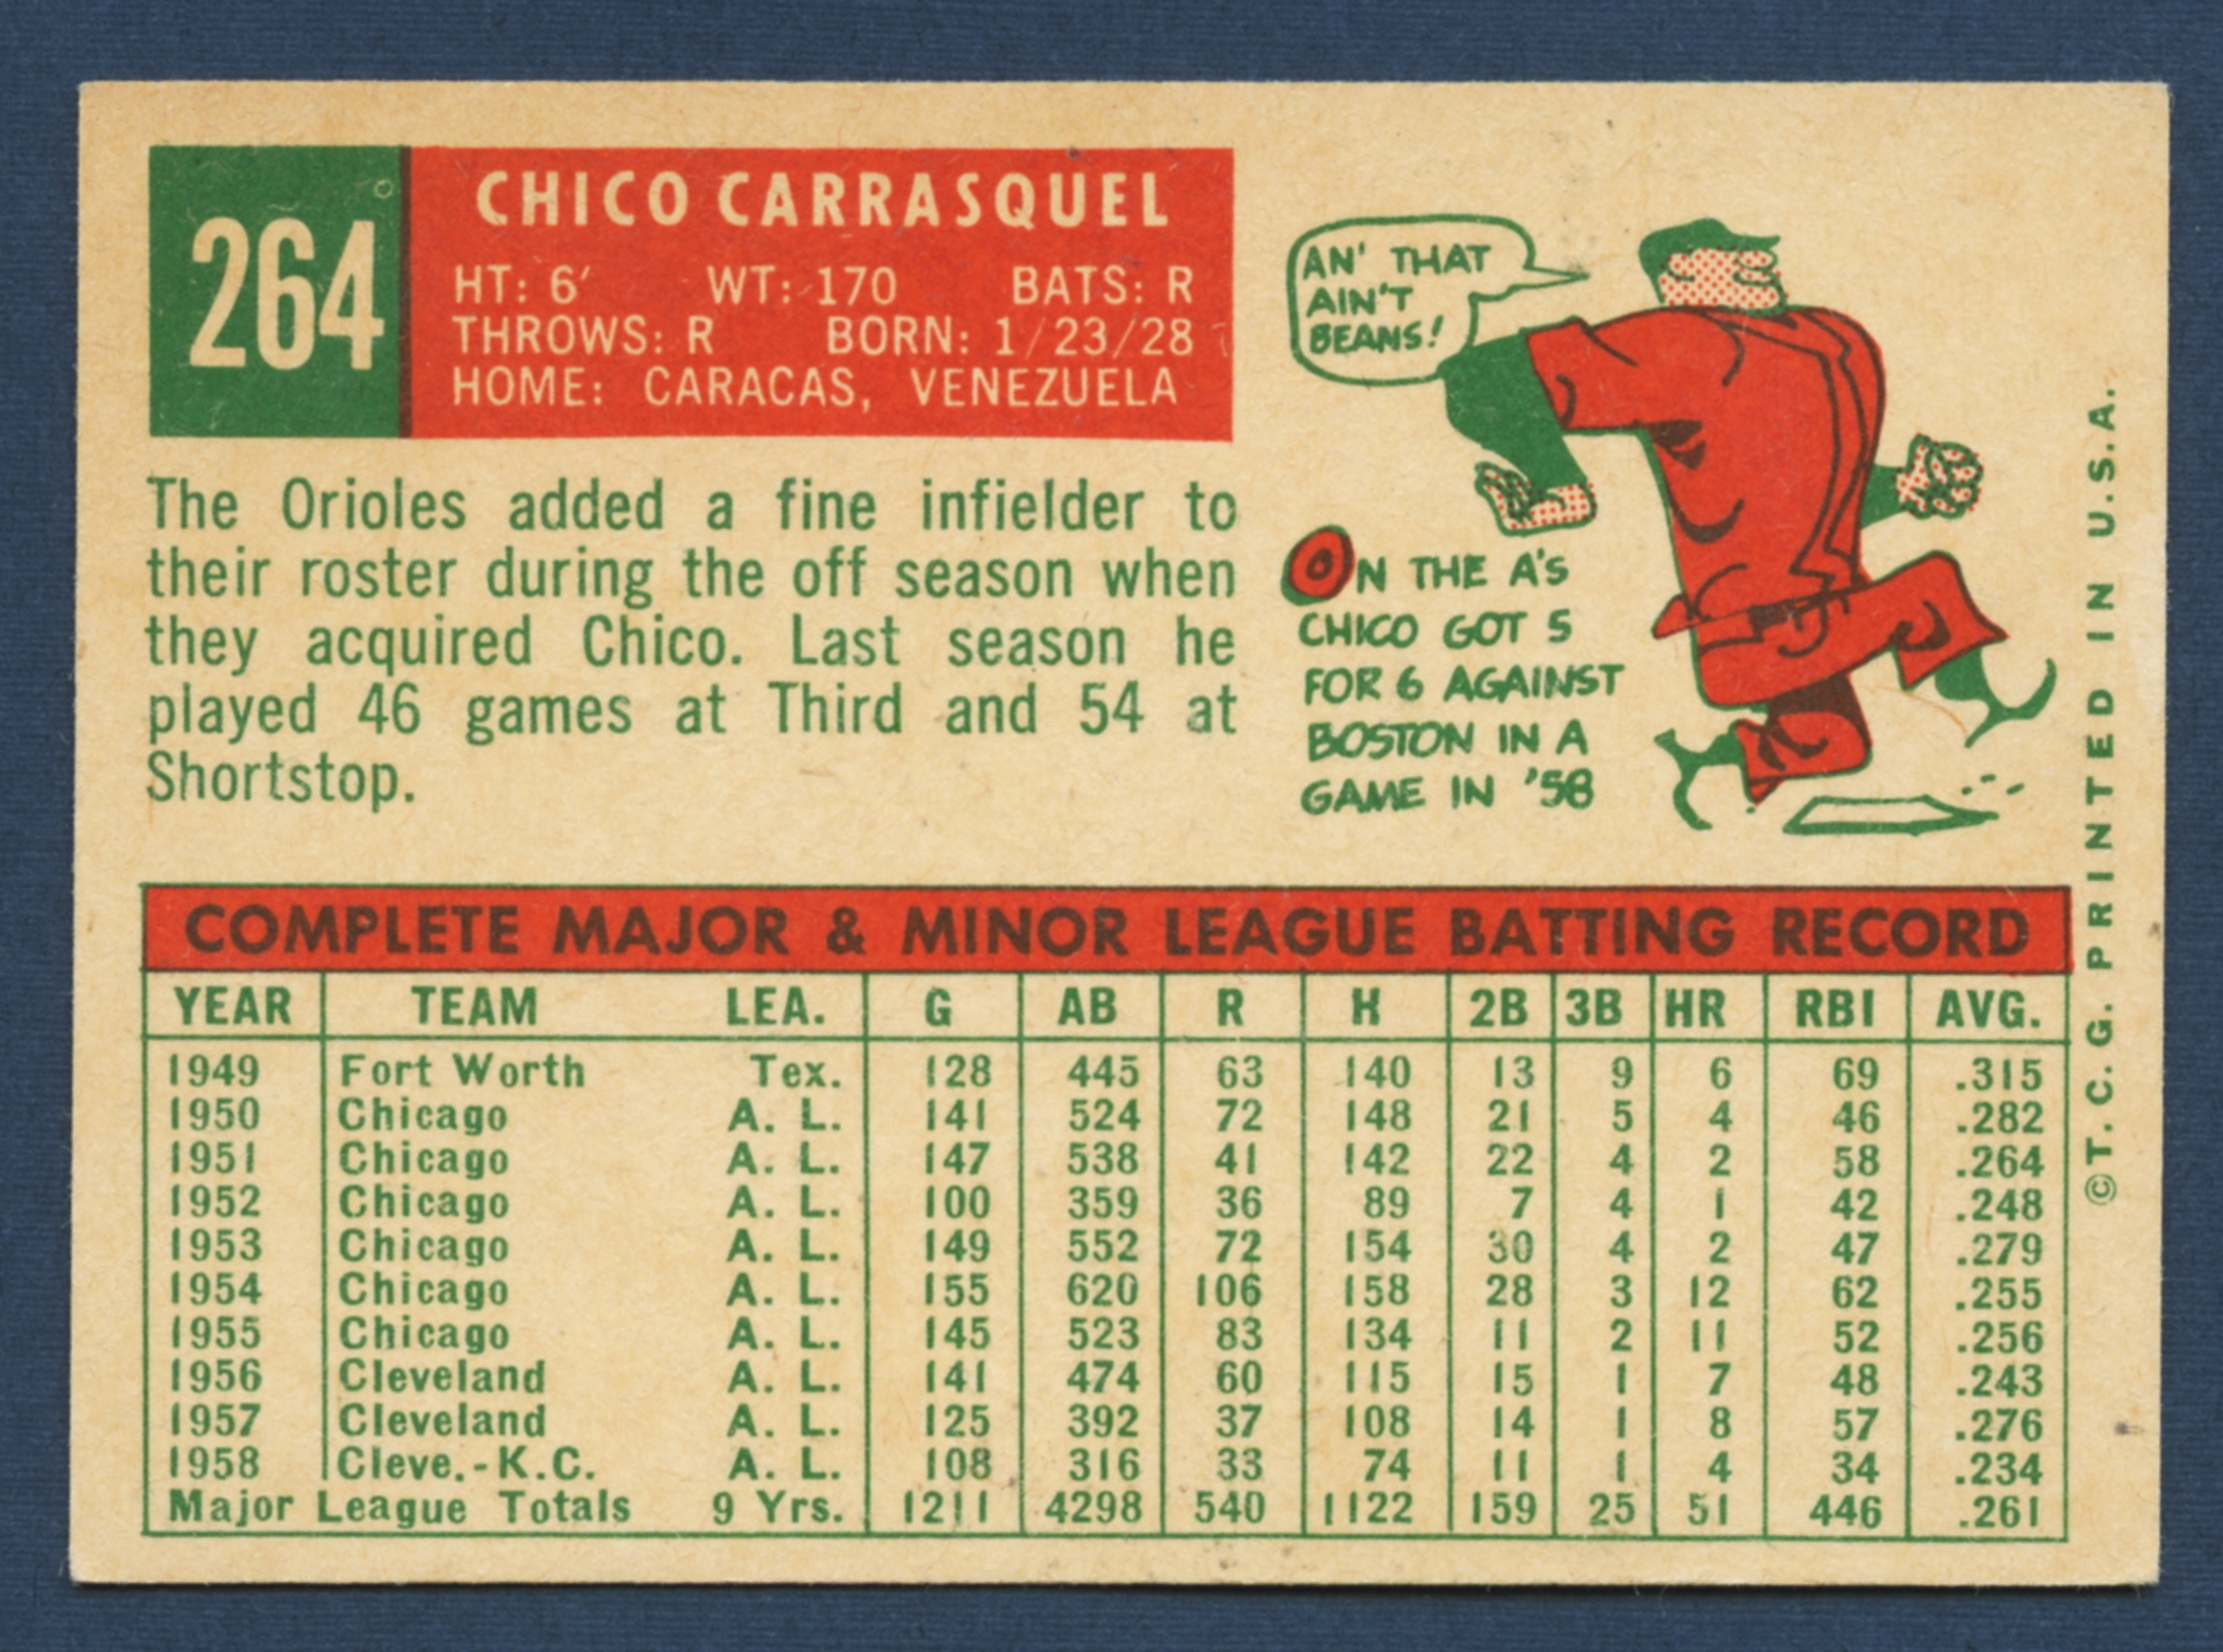 264
CHICO CARRASQUEL
HT: 6' WT: 170 BATS: R
THROWS: R BORN: 1/23/28
HOME: CARACAS, VENEZUELA
The Orioles added a fine infielder to
their roster during the off season when
they acquired Chico. Last season he
played 46 games at Third and 54 at
Shortstop.
AN' THAT
AIN'T
BEANS!
ON THE A'S
CHICO GOT 5
FOR 6 AGAINST
BOSTON IN A
GAME IN '58
COMPLETE MAJOR & MINOR LEAGUE BATTING RECORD
YEAR TEAM LEA. G AB R H 2B 3B HR RBI AVG.
1949 Fort Worth Tex. 128 445 63 140 13 9 6 69 .315
1950 Chicago A. L. 141 524 72 148 21 5 4 46 .282
1951 Chicago A. L. 147 538 41 142 22 4 2 58 .264
1952 Chicago A. L. 100 359 36 89 7 4 1 42 .248
1953 Chicago A. L. 149 552 72 154 30 4 2 47 .279
1954 Chicago A. L. 155 620 106 158 28 3 12 62 .255
1955 Chicago A. L. 145 523 83 134 11 2 11 52 .256
1956 Cleveland A. L. 141 474 60 115 15 1 7 48 .243
1957 Cleveland A. L. 125 392 37 108 14 1 8 57 .276
1958 Cleve.-K.C. A. L. 108 316 33 74 11 1 4 34 .234
Major League Totals 9 Yrs. 1211 4298 540 1122 159 25 51 446 .261
©T. C. G. PRINTED IN U.S.A.